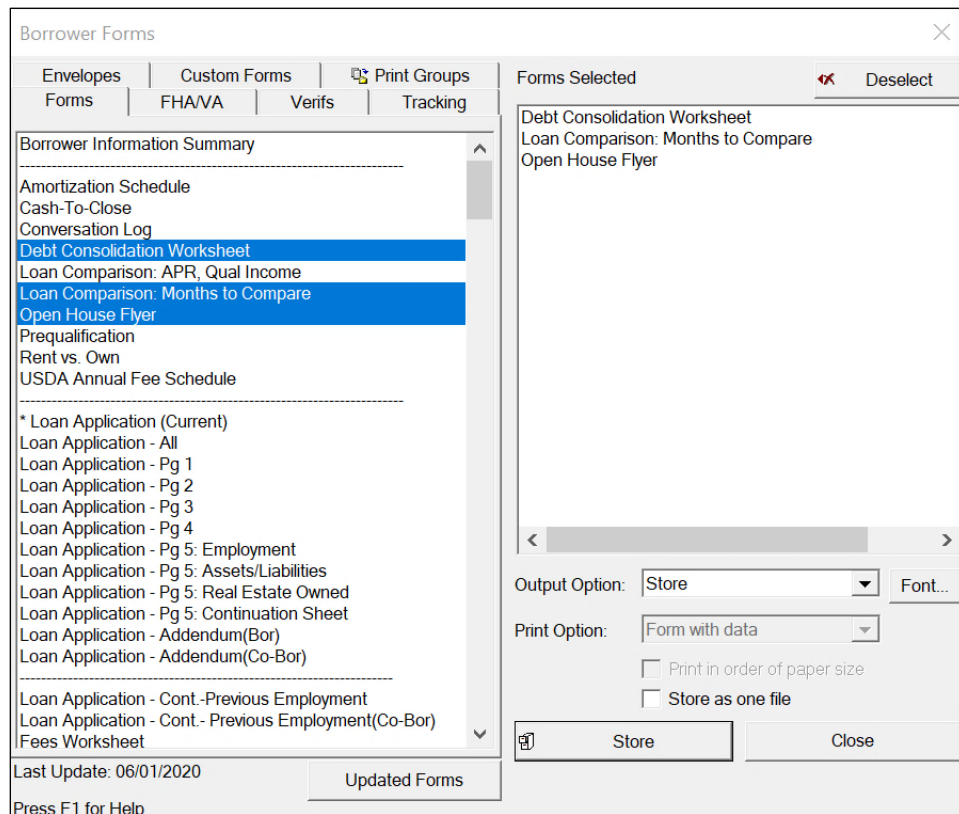 Borrower Forms
Envelopes
Custom Forms
Print Groups
Forms
FHA/VA
Verifs
Tracking
Borrower Information Summary
------------------------------------------------------------------------
Amortization Schedule
Cash-To-Close
Conversation Log
Debt Consolidation Worksheet
Loan Comparison: APR, Qual Income
Loan Comparison: Months to Compare
Open House Flyer
Prequalification
Rent vs. Own
USDA Annual Fee Schedule
------------------------------------------------------------------------
* Loan Application (Current)
Loan Application - All
Loan Application - Pg 1
Loan Application - Pg 2
Loan Application - Pg 3
Loan Application - Pg 4
Loan Application - Pg 5: Employment
Loan Application - Pg 5: Assets/Liabilities
Loan Application - Pg 5: Real Estate Owned
Loan Application - Pg 5: Continuation Sheet
Loan Application - Addendum(Bor)
Loan Application - Addendum(Co-Bor)
----------------------------------------------------------------------
Loan Application - Cont.-Previous Employment
Loan Application - Cont.- Previous Employment(Co-Bor)
Fees Worksheet
Last Update: 06/01/2020
Updated Forms
Press F1 for Help
Forms Selected
Deselect
Debt Consolidation Worksheet
Loan Comparison: Months to Compare
Open House Flyer
Output Option:
Store
Font...
Print Option:
Form with data
Print in order of paper size
Store as one file
Store
Close